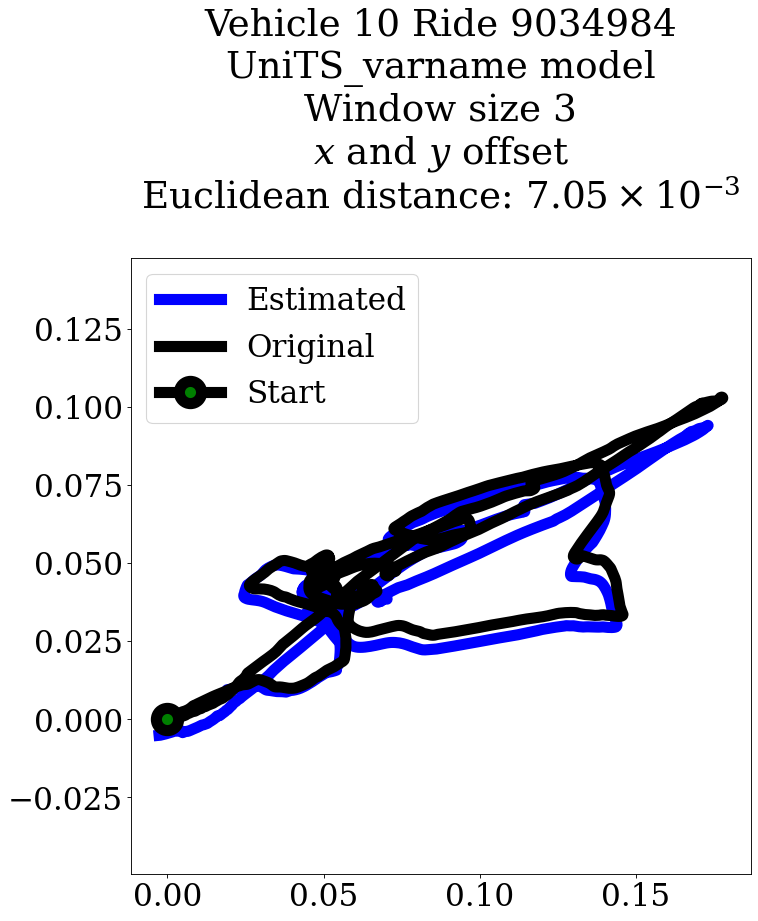 Vehicle 10 Ride 9034984
UniTS_varname model
Window size 3
x and y offset
Euclidean distance: 7.05 × 10⁻³
Estimated
Original
Start
0.125
0.100
0.075
0.050
0.025
0.000
−0.025
0.00 0.05 0.10 0.15